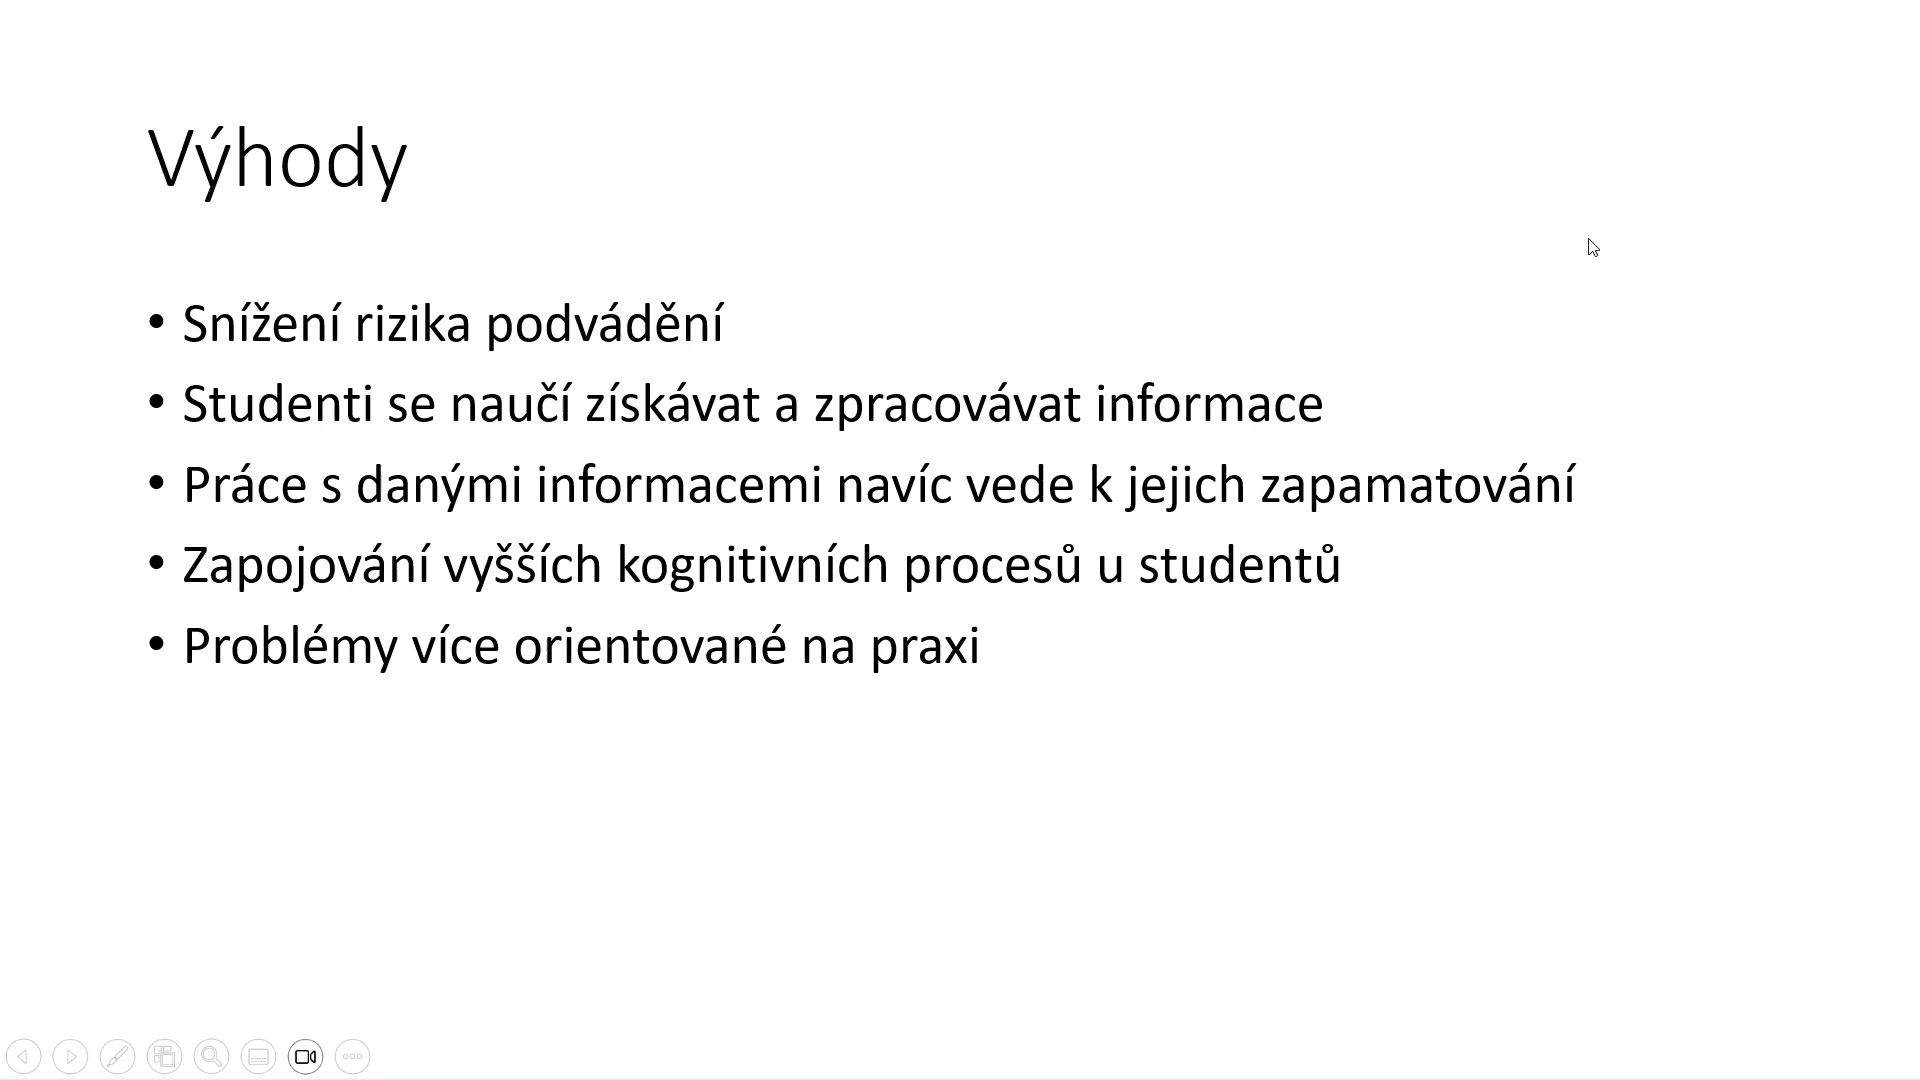 Výhody
• Snížení rizika podvádění
• Studenti se naučí získávat a zpracovávat informace
• Práce s danými informacemi navíc vede k jejich zapamatování
• Zapojování vyšších kognitivních procesů u studentů
• Problémy více orientované na praxi